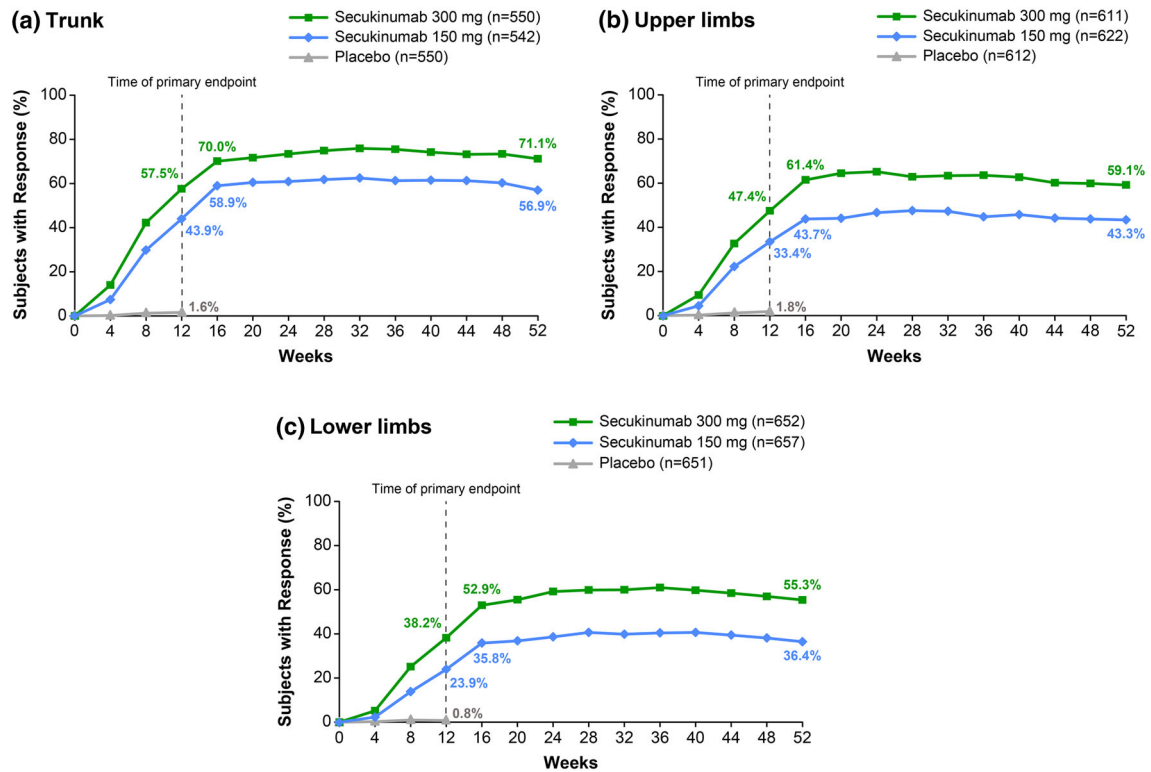 (a) Trunk
Secukinumab 300 mg (n=550)
Secukinumab 150 mg (n=542)
Placebo (n=550)
Time of primary endpoint
Subjects with Response (%)
100
80
60
40
20
0
57.5%
70.0%
71.1%
43.9%
58.9%
56.9%
1.6%
0 4 8 12 16 20 24 28 32 36 40 44 48 52
Weeks
(b) Upper limbs
Secukinumab 300 mg (n=611)
Secukinumab 150 mg (n=622)
Placebo (n=612)
Time of primary endpoint
Subjects with Response (%)
100
80
60
40
20
0
47.4%
61.4%
59.1%
33.4%
43.7%
43.3%
1.8%
0 4 8 12 16 20 24 28 32 36 40 44 48 52
Weeks
(c) Lower limbs
Secukinumab 300 mg (n=652)
Secukinumab 150 mg (n=657)
Placebo (n=651)
Time of primary endpoint
Subjects with Response (%)
100
80
60
40
20
0
38.2%
52.9%
55.3%
23.9%
35.8%
36.4%
0.8%
0 4 8 12 16 20 24 28 32 36 40 44 48 52
Weeks